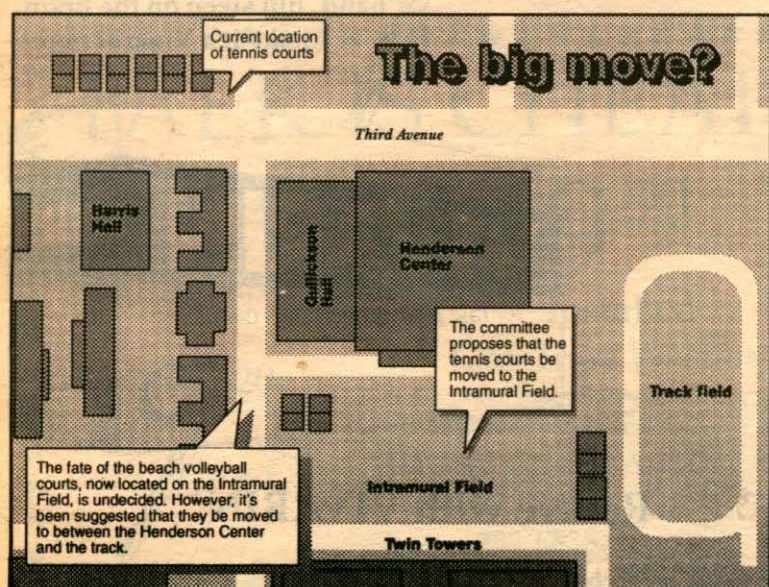 Current location
of tennis courts
The big move?
Third Avenue
Harris
Hall
Gullickson
Hall
Henderson
Center
The committee
proposes that the
tennis courts be
moved to the
Intramural Field.
Track field
The fate of the beach volleyball
courts, now located on the Intramural
Field, is undecided. However, it's
been suggested that they be moved
to between the Henderson Center
and the track.
Intramural Field
Twin Towers